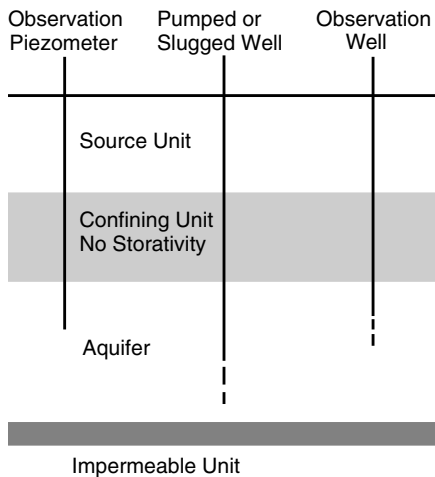 Observation
Piezometer
Pumped or
Slugged Well
Observation
Well
Source Unit
Confining Unit
No Storativity
Aquifer
Impermeable Unit